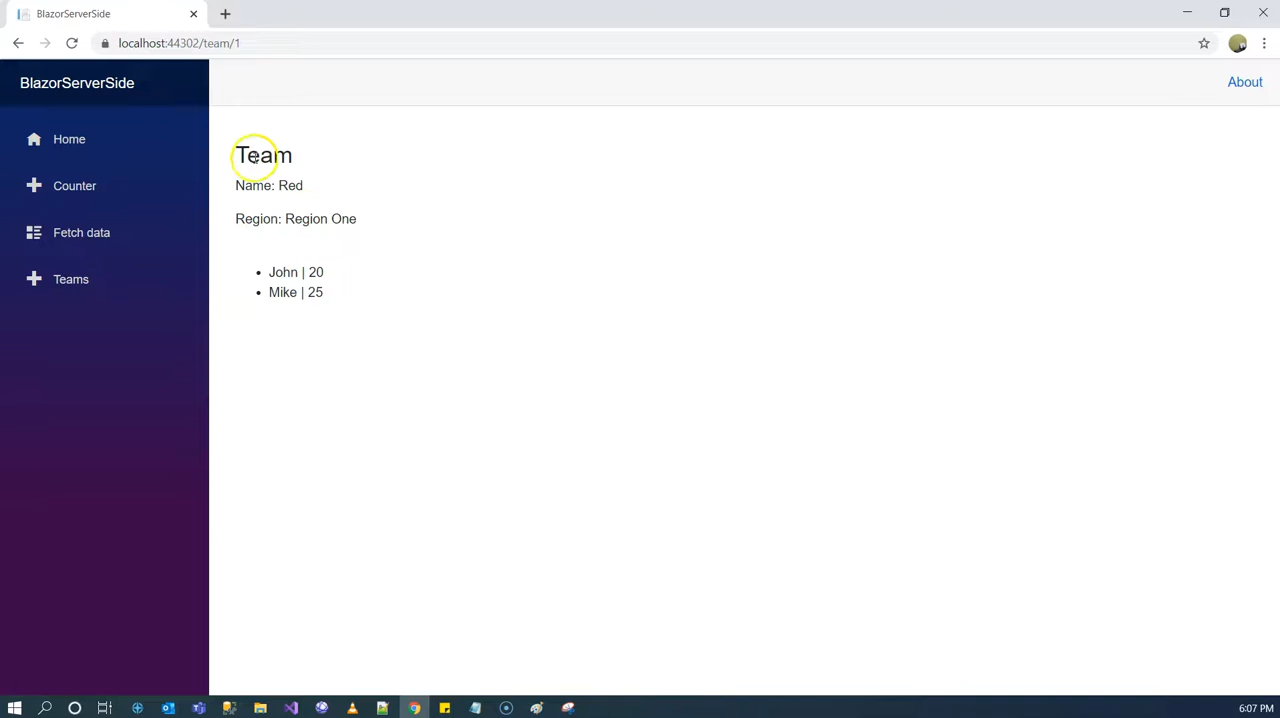 BlazorServerSide
localhost:44302/team/1
BlazorServerSide
About
Home
Counter
Fetch data
Teams
Team
Name: Red
Region: Region One
John | 20
Mike | 25
6:07 PM